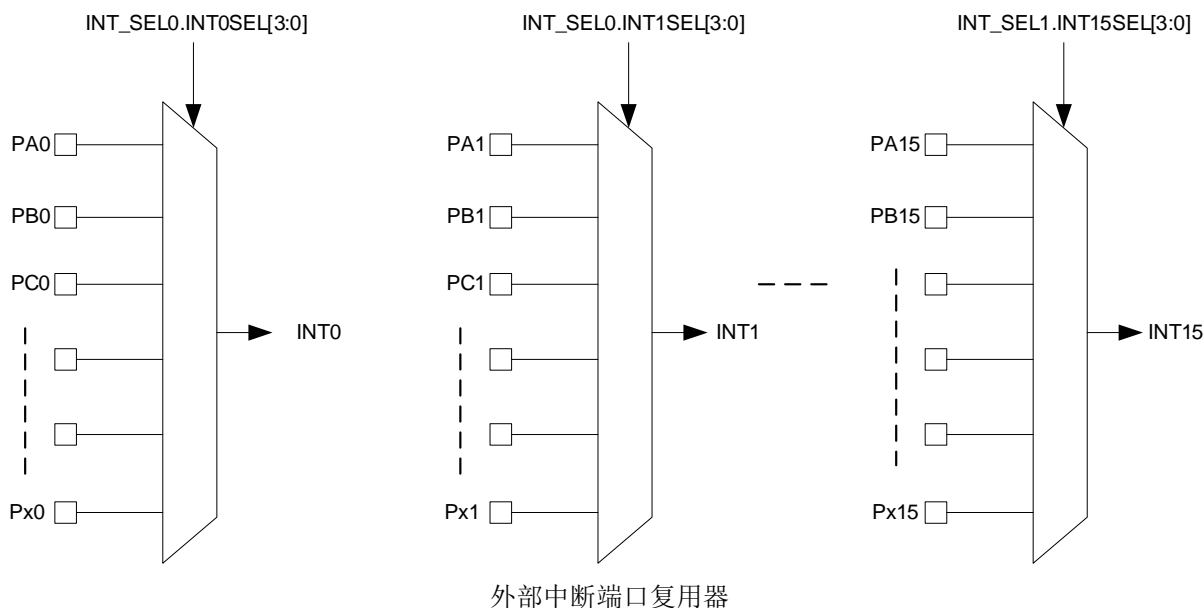 INT_SEL0.INT0SEL[3:0]
INT_SEL0.INT1SEL[3:0]
INT_SEL1.INT15SEL[3:0]
PA0
PB0
PC0
Px0
INT0
PA1
PB1
PC1
Px1
INT1
PA15
PB15
Px15
INT15
外部中断端口复用器